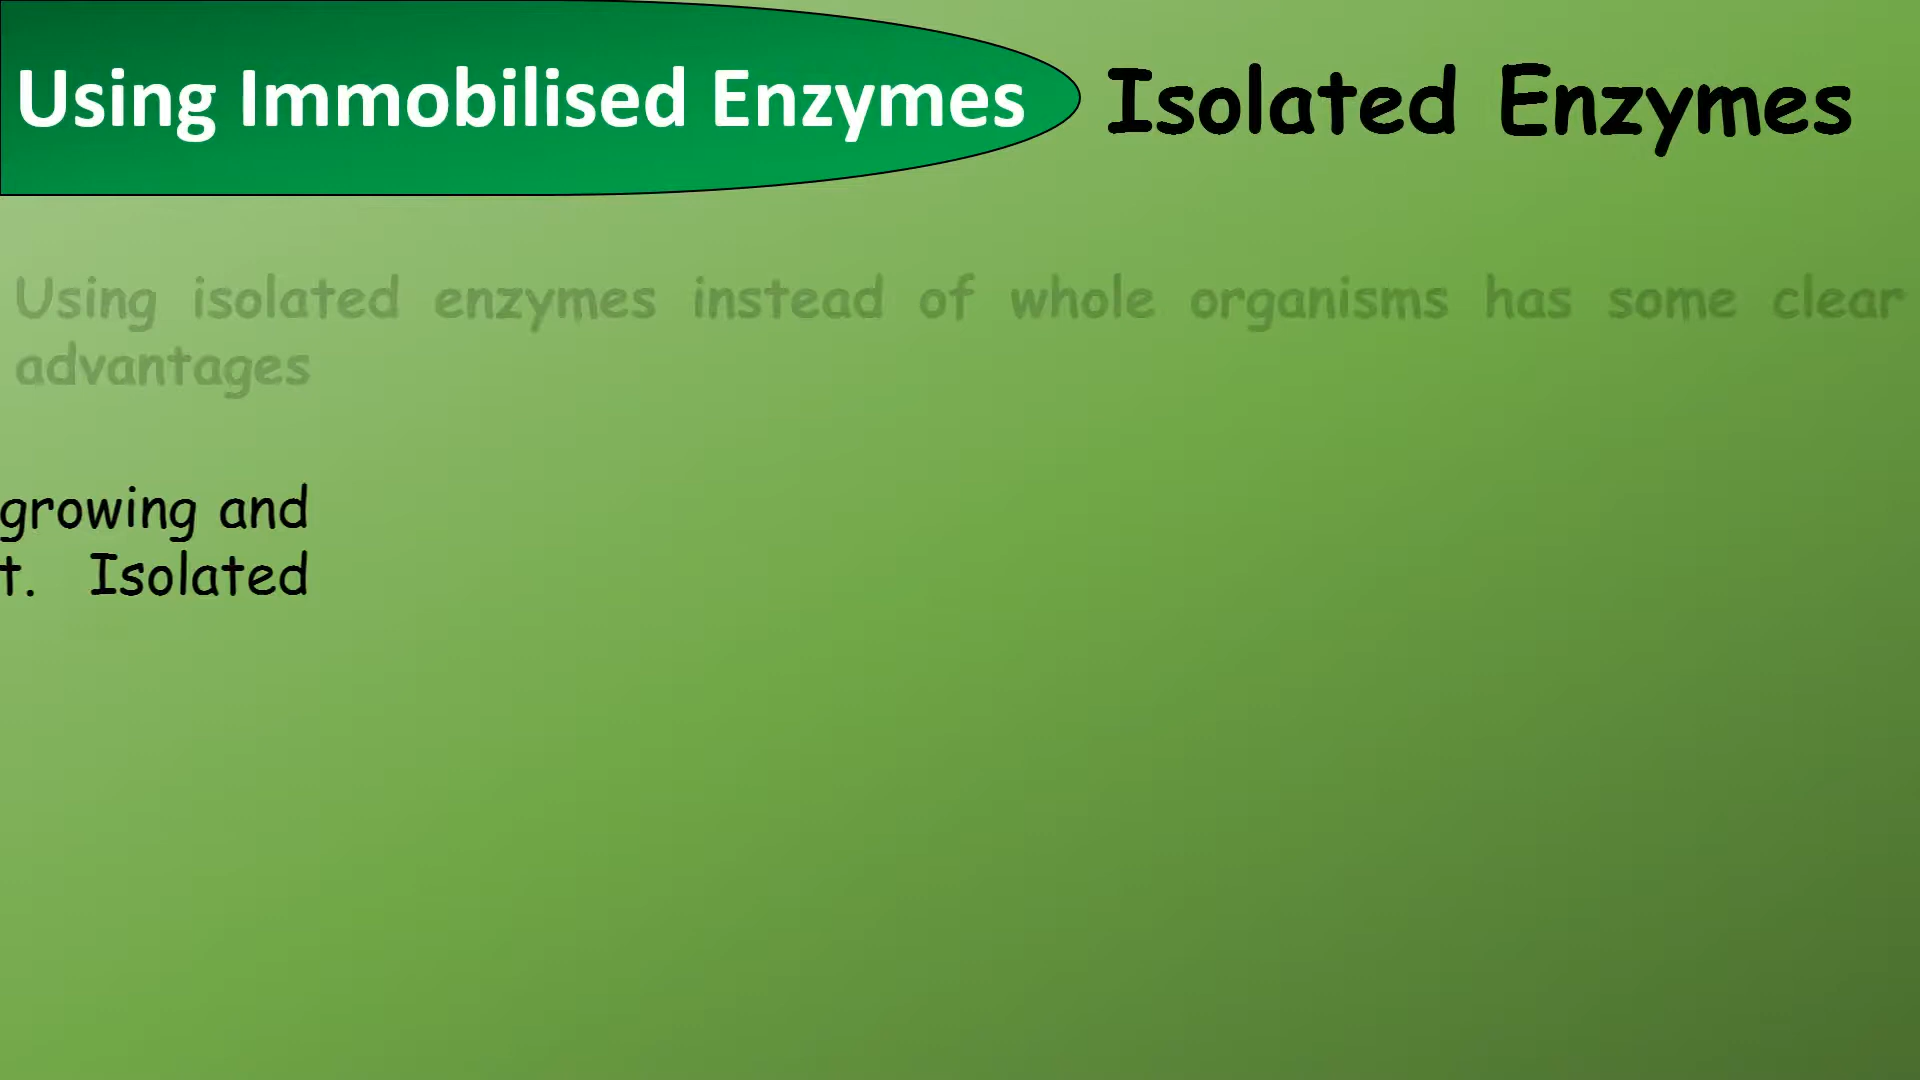 Using Immobilised Enzymes
Isolated Enzymes
Using isolated enzymes instead of whole organisms has some clear
advantages
growing and
t. Isolated